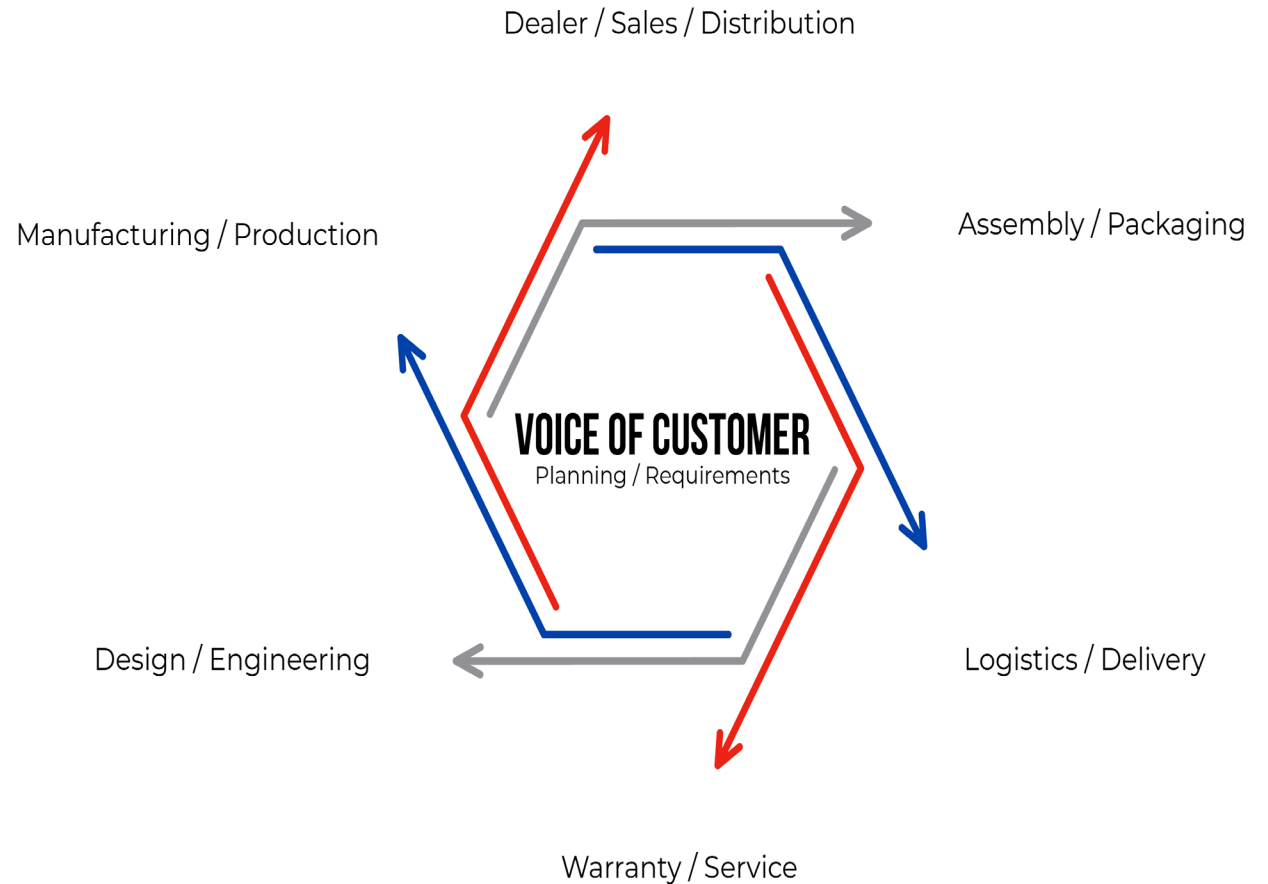 Dealer / Sales / Distribution
Manufacturing / Production
Assembly / Packaging
VOICE OF CUSTOMER
Planning / Requirements
Design / Engineering
Logistics / Delivery
Warranty / Service